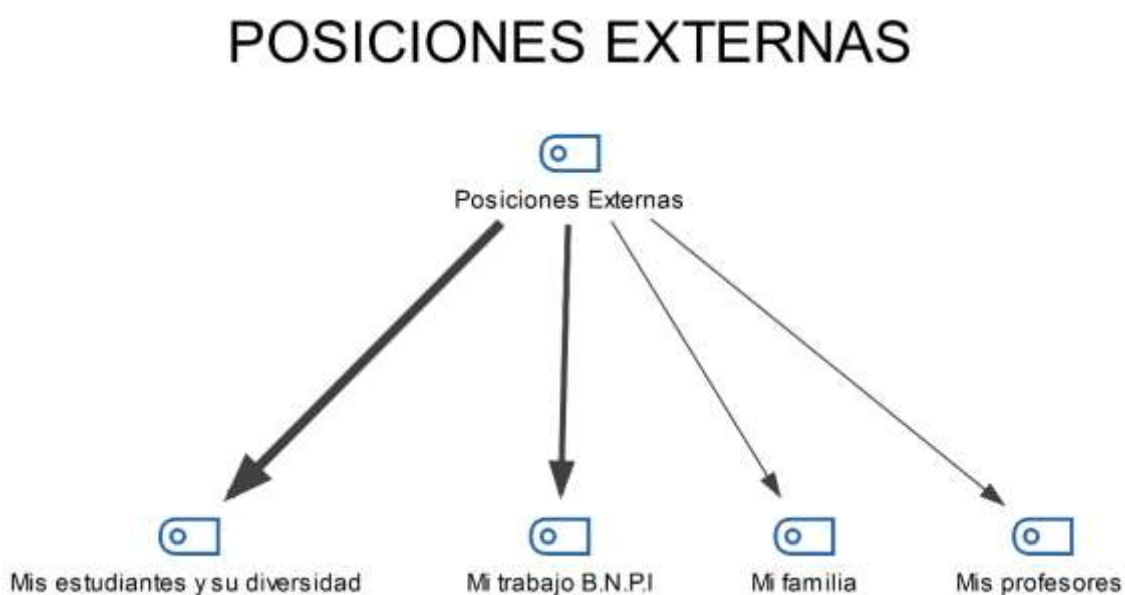 POSICIONES EXTERNAS
Posiciones Externas
Mis estudiantes y su diversidad
Mi trabajo B.N.P.I
Mi familia
Mis profesores